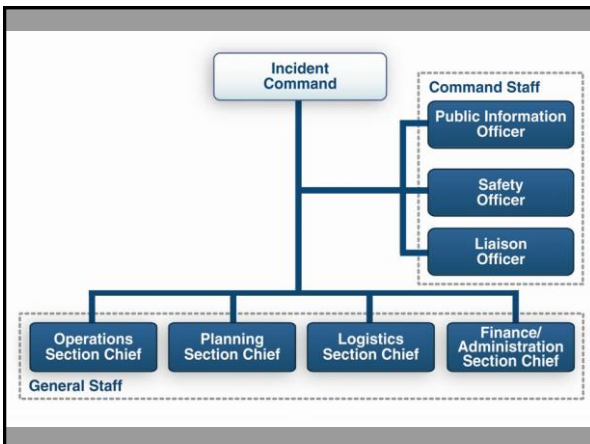 Incident
Command
Command Staff
Public Information
Officer
Safety
Officer
Liaison
Officer
Operations
Section Chief
Planning
Section Chief
Logistics
Section Chief
Finance/
Administration
Section Chief
General Staff